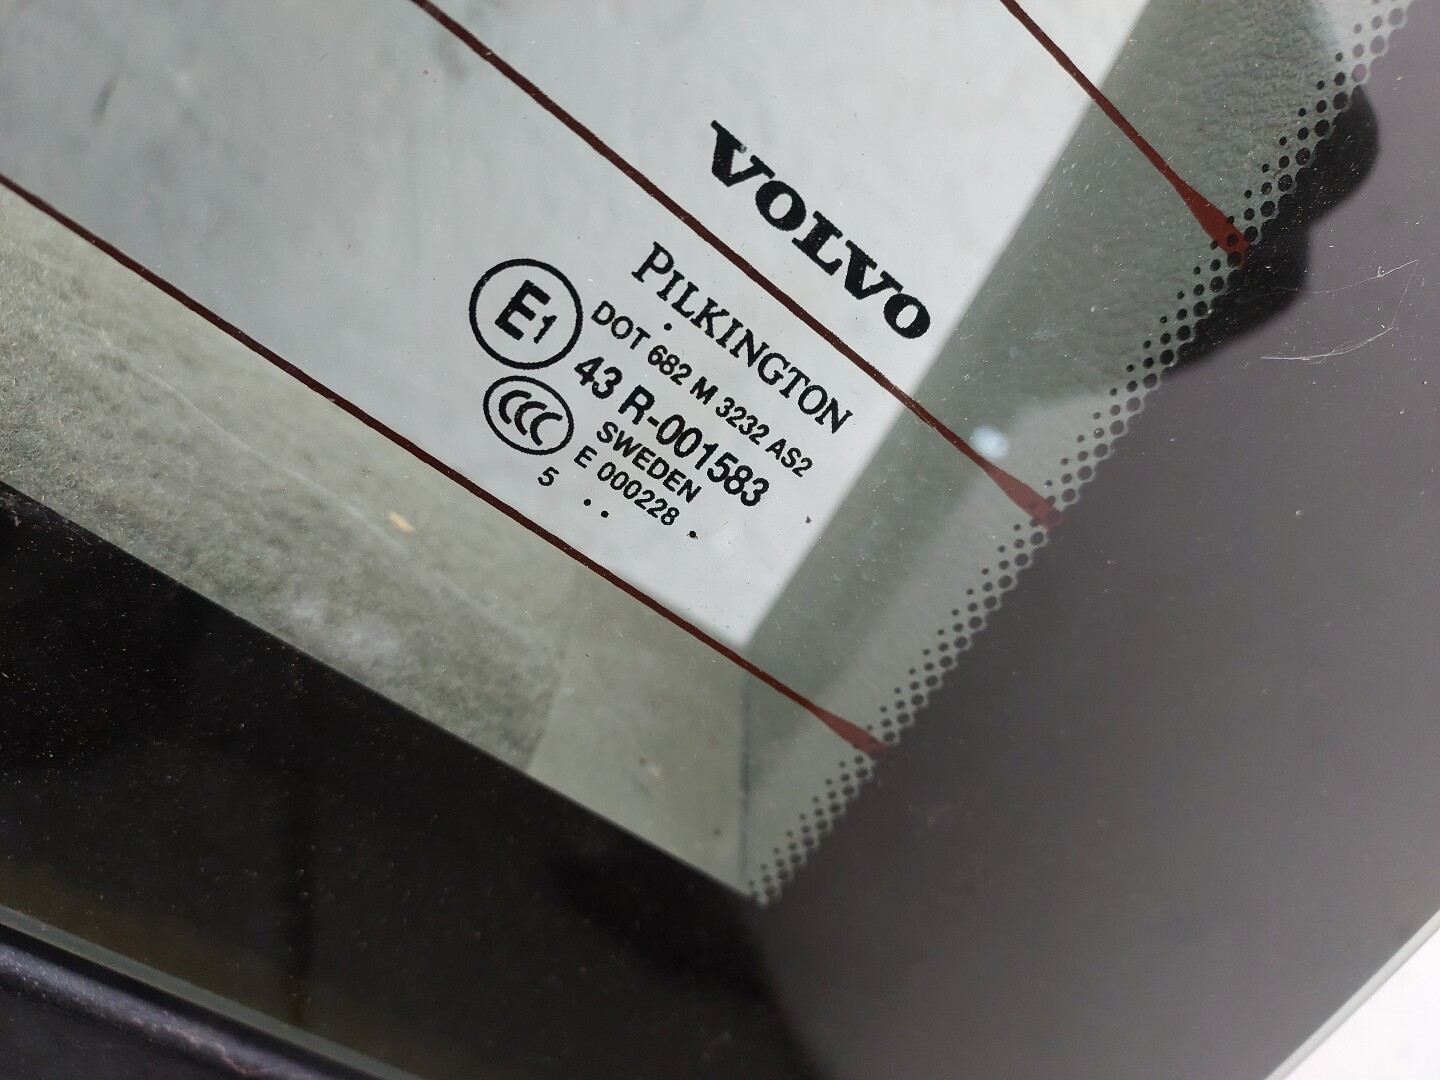 VOLVO
PILKINGTON
E1
DOT 682 M 3232 AS2
43 R-001583
CCC
SWEDEN
E 000228
5 .. .